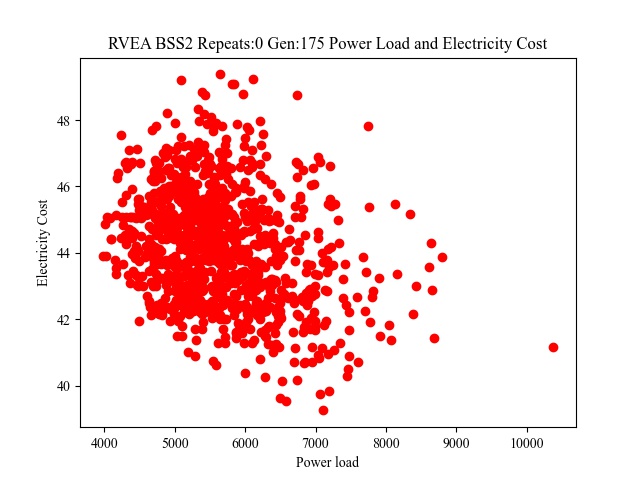 RVEA BSS2 Repeats:0 Gen:175 Power Load and Electricity Cost
48
46
44
42
40
Electricity Cost
4000 5000 6000 7000 8000 9000 10000
Power load